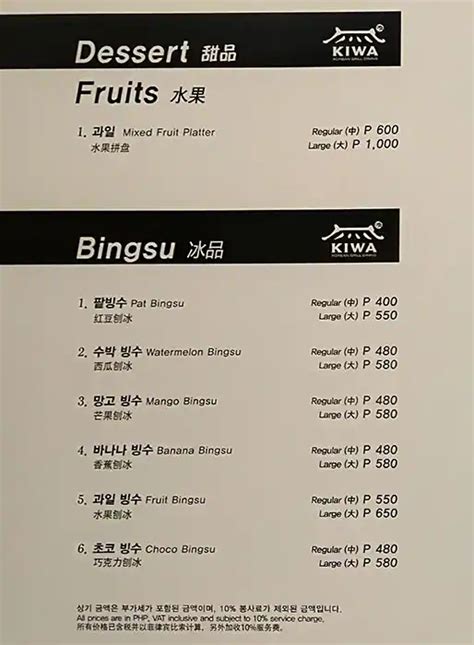 Dessert 甜品
KIWA
KOREAN GRILL DINING
Fruits 水果
1. 과일 Mixed Fruit Platter Regular (中) P 600
水果拼盘 Large (大) P 1,000
Bingsu 冰品
KIWA
KOREAN GRILL DINING
1. 팥빙수 Pat Bingsu Regular (中) P 400
红豆刨冰 Large (大) P 550
2. 수박 빙수 Watermelon Bingsu Regular (中) P 480
西瓜刨冰 Large (大) P 580
3. 망고 빙수 Mango Bingsu Regular (中) P 480
芒果刨冰 Large (大) P 580
4. 바나나 빙수 Banana Bingsu Regular (中) P 480
香蕉刨冰 Large (大) P 580
5. 과일 빙수 Fruit Bingsu Regular (中) P 550
水果刨冰 Large (大) P 650
6. 초코 빙수 Choco Bingsu Regular (中) P 480
巧克力刨冰 Large (大) P 580
상기 금액은 부가세가 포함된 금액이며, 10% 봉사료가 제외된 금액입니다.
All prices are in PHP, VAT inclusive and subject to 10% service charge.
所有价格已含税并以菲律宾比索计算，另外加收10%服务费。